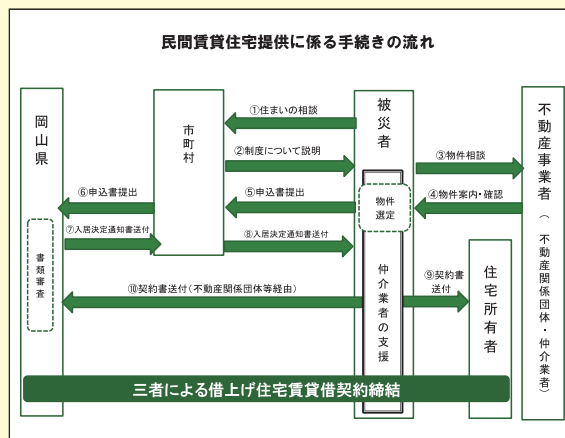 民間賃貸住宅提供に係る手続きの流れ
岡山県
市町村
被災者
不動産事業者(不動産関係団体・仲介業者)
①住まいの相談
②制度について説明
③物件相談
④物件案内・確認
物件
選定
⑤申込書提出
⑥申込書提出
書類審査
⑦入居決定通知書送付
⑧入居決定通知書送付
仲介業者の支援
⑨契約書
送付
住宅所有者
⑩契約書送付(不動産関係団体等経由)
三者による借上げ住宅賃貸借契約締結